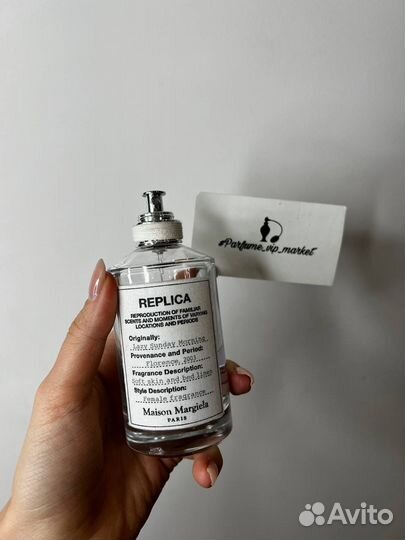 #Parfume_vip_market
REPLICA
REPRODUCTION OF FAMILIAR
SCENTS AND MOMENTS OF VARYING
LOCATIONS AND PERIODS
Originally:
Lazy Sunday Morning
Provenance and Period:
Florence, 2003
Fragrance Description:
Soft skin and bed linen
Style Description:
Female fragrance
Maison Margiela
PARIS
Avito